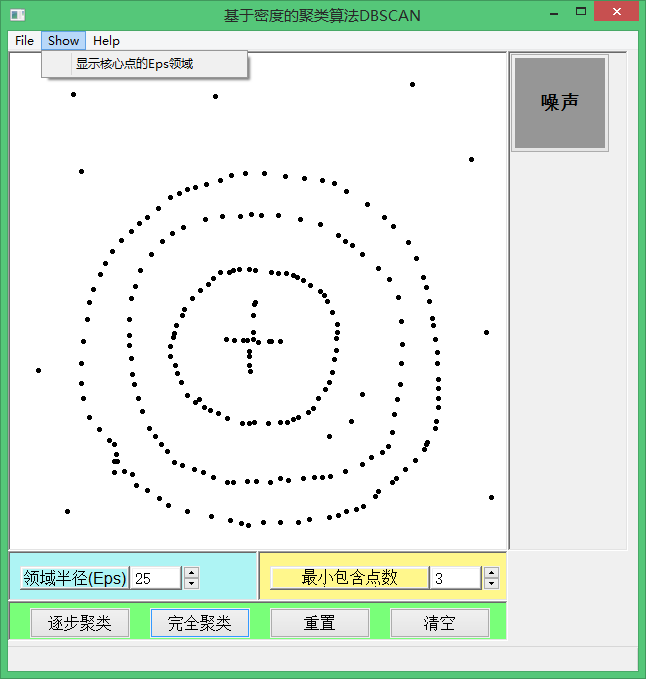 基于密度的聚类算法DBSCAN
File Show Help
显示核心点的Eps领域
噪声
领域半径(Eps) 25 最小包含点数 3
逐步聚类 完全聚类 重置 清空